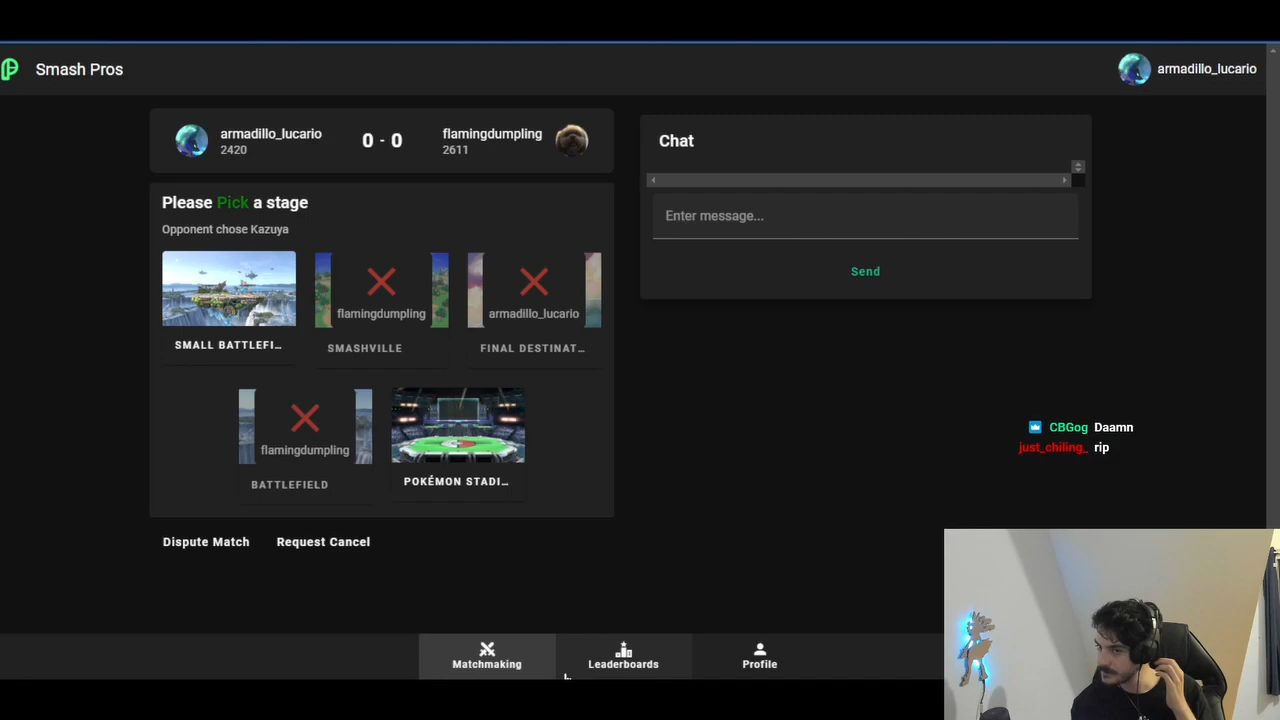 Smash Pros
armadillo_lucario
armadillo_lucario
2420
0 - 0
flamingdumpling
2611
Please Pick a stage
Opponent chose Kazuya
flamingdumpling
armadillo_lucario
SMALL BATTLEFI...
SMASHVILLE
FINAL DESTINAT...
flamingdumpling
BATTLEFIELD
POKÉMON STADI...
Dispute Match
Request Cancel
Chat
Enter message...
Send
CBGog Daamn
just_chiling_ rip
Matchmaking
Leaderboards
Profile